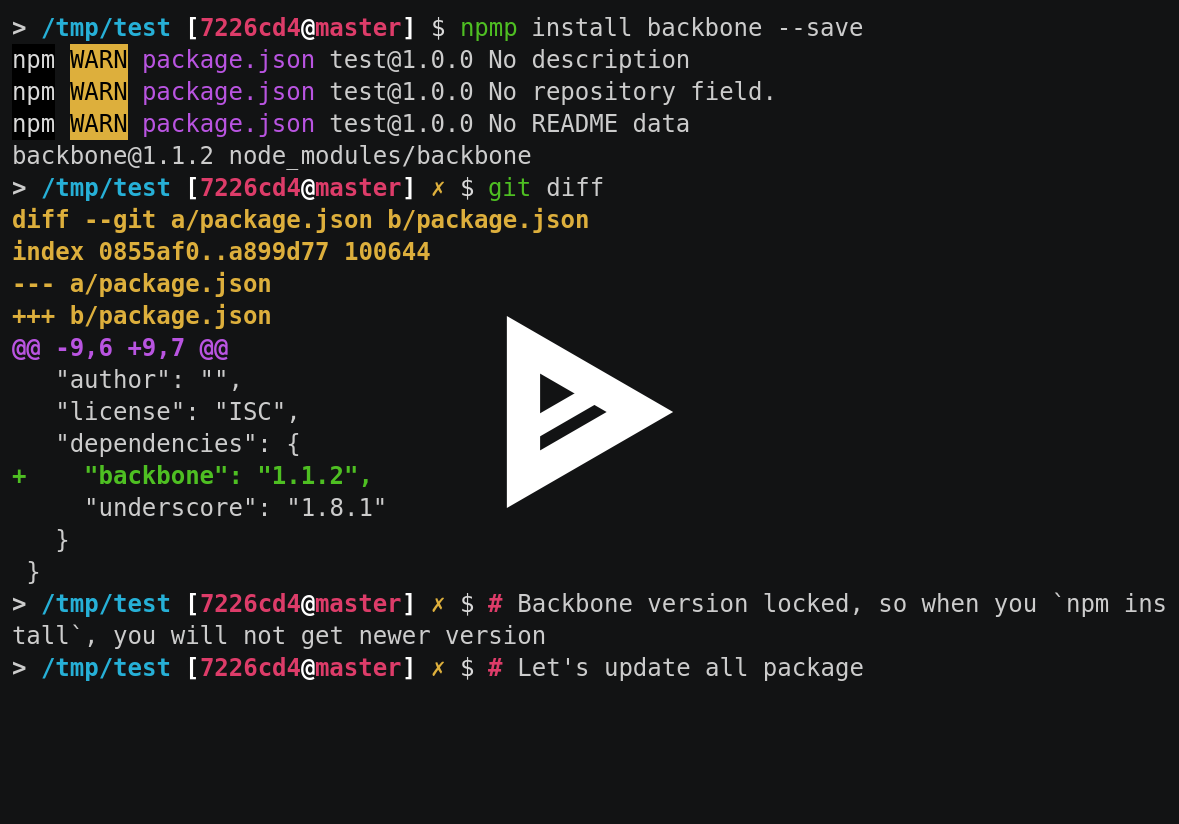 > /tmp/test [7226cd4@master] $ npmp install backbone --save
npm WARN package.json test@1.0.0 No description
npm WARN package.json test@1.0.0 No repository field.
npm WARN package.json test@1.0.0 No README data
backbone@1.1.2 node_modules/backbone
> /tmp/test [7226cd4@master] ✗ $ git diff
diff --git a/package.json b/package.json
index 0855af0..a899d77 100644
--- a/package.json
+++ b/package.json
@@ -9,6 +9,7 @@
   "author": "",
   "license": "ISC",
   "dependencies": {
+    "backbone": "1.1.2",
     "underscore": "1.8.1"
   }
 }
> /tmp/test [7226cd4@master] ✗ $ # Backbone version locked, so when you `npm ins
tall`, you will not get newer version
> /tmp/test [7226cd4@master] ✗ $ # Let's update all package